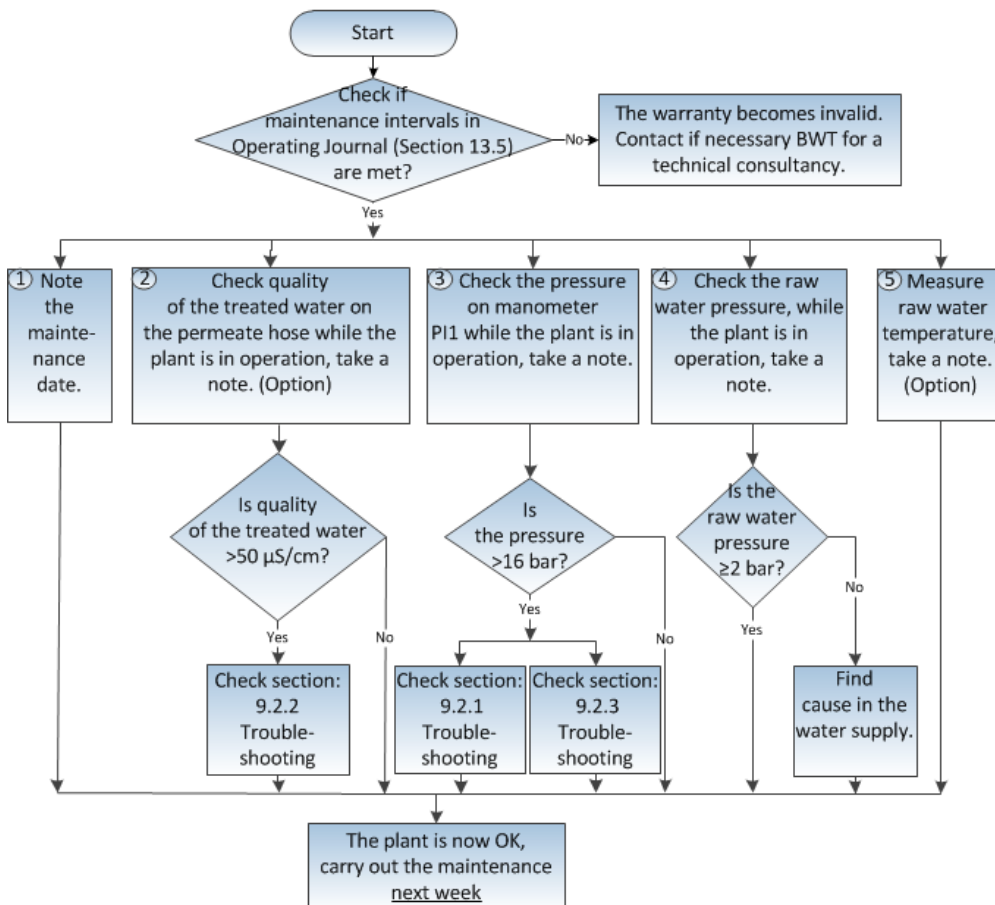 Start
Check if
maintenance intervals in
Operating Journal (Section 13.5)
are met?
No
The warranty becomes invalid.
Contact if necessary BWT for a
technical consultancy.
Yes
1 Note
the
mainte-
nance
date.
2 Check quality
of the treated water on
the permeate hose while the
plant is in operation, take a
note. (Option)
3 Check the pressure
on manometer
PI1 while the plant is in
operation, take a note.
4 Check the raw
water pressure, while
the plant is in
operation, take a
note.
5 Measure
raw water
temperature,
take a note.
(Option)
Is quality
of the treated water
>50 µS/cm?
Is
the pressure
>16 bar?
Is the
raw water
pressure
≥2 bar?
Yes
No
Yes
No
Yes
No
Check section:
9.2.2
Trouble-
shooting
Check section:
9.2.1
Trouble-
shooting
Check section:
9.2.3
Trouble-
shooting
Find
cause in the
water supply.
The plant is now OK,
carry out the maintenance
next week